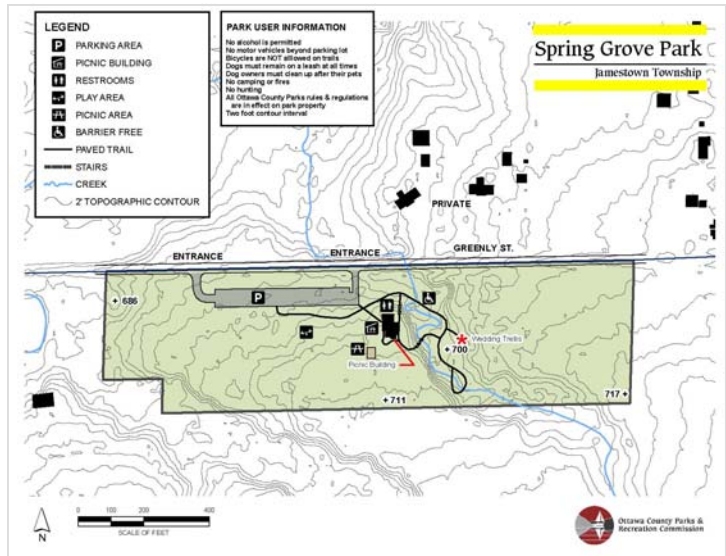 LEGEND
P PARKING AREA
PICNIC BUILDING
RESTROOMS
PLAY AREA
PICNIC AREA
BARRIER FREE
PAVED TRAIL
STAIRS
CREEK
2' TOPOGRAPHIC CONTOUR
PARK USER INFORMATION
No alcohol is permitted
No motor vehicles beyond parking lot
Bicycles are NOT allowed on trails
Dogs must remain on a leash at all times
Dog owners must clean up after their pets
No camping or fires
No hunting
All Ottawa County Parks rules & regulations
are in effect on park property
Two foot contour interval
Spring Grove Park
Jamestown Township
PRIVATE
ENTRANCE
ENTRANCE
GREENLY ST.
+ 686
P
Wedding Trellis
+ 700
Picnic Building
+ 711
717 +
N
0 100 200 400
SCALE OF FEET
Ottawa County Parks &
Recreation Commission